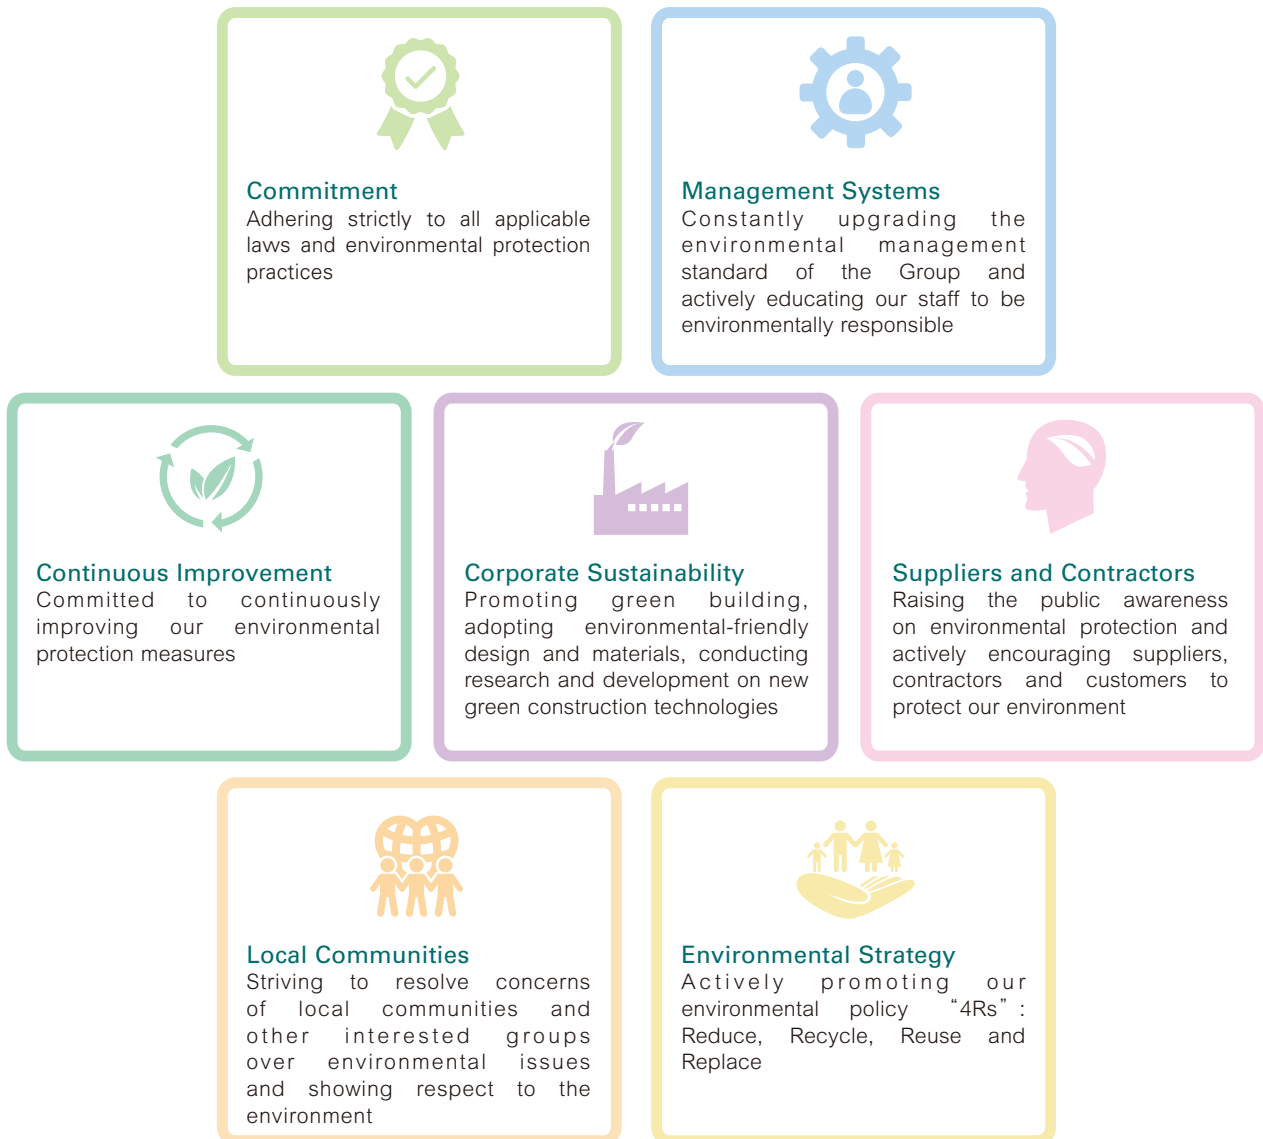 Commitment
Adhering strictly to all applicable
laws and environmental protection
practices
Management Systems
Constantly upgrading the
environmental management
standard of the Group and
actively educating our staff to be
environmentally responsible
Continuous Improvement
Committed to continuously
improving our environmental
protection measures
Corporate Sustainability
Promoting green building,
adopting environmental-friendly
design and materials, conducting
research and development on new
green construction technologies
Suppliers and Contractors
Raising the public awareness
on environmental protection and
actively encouraging suppliers,
contractors and customers to
protect our environment
Local Communities
Striving to resolve concerns
of local communities and
other interested groups
over environmental issues
and showing respect to the
environment
Environmental Strategy
Actively promoting our
environmental policy “4Rs”:
Reduce, Recycle, Reuse and
Replace